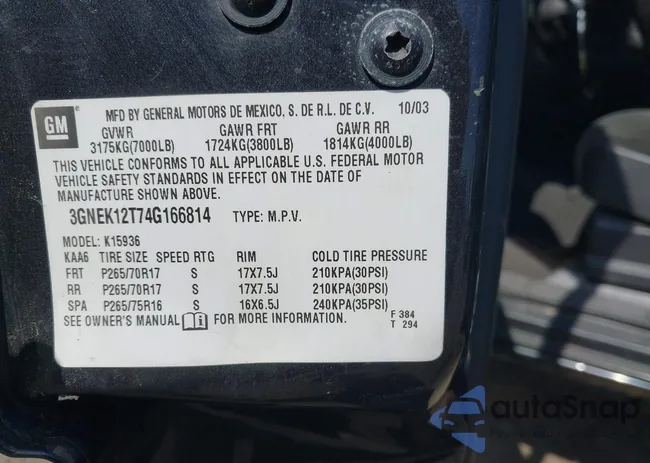 GM
MFD BY GENERAL MOTORS DE MEXICO, S. DE R.L. DE C.V. 10/03
GVWR GAWR FRT GAWR RR
3175KG(7000LB) 1724KG(3800LB) 1814KG(4000LB)
THIS VEHICLE CONFORMS TO ALL APPLICABLE U.S. FEDERAL MOTOR
VEHICLE SAFETY STANDARDS IN EFFECT ON THE DATE OF
MANUFACTURE SHOWN ABOVE.
3GNEK12T74G166814 TYPE: M.P.V.
MODEL: K15936
KAA6 TIRE SIZE SPEED RTG RIM COLD TIRE PRESSURE
FRT P265/70R17 S 17X7.5J 210KPA(30PSI)
RR P265/70R17 S 17X7.5J 210KPA(30PSI)
SPA P265/75R16 S 16X6.5J 240KPA(35PSI)
SEE OWNER'S MANUAL FOR MORE INFORMATION.
F 384
T 294
autoSnap